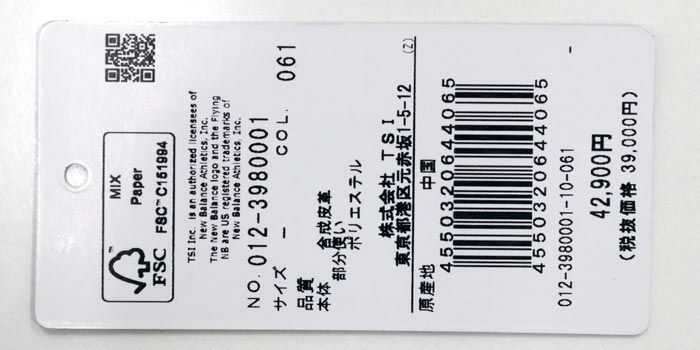 FSC
MIX
Paper
FSC™ C151994
TSI Inc. is an authorized licensees of
New Balance Athletics, Inc.
The New Balance logo and the Flying
NB are US registered trademarks of
New Balance Athletics, Inc.
NO. 012-3980001
サイズ - COL. 061
品質
本体 合成皮革
部分使い
ポリエステル
株式会社 TSI
東京都港区元赤坂1-5-12 (Z)
原産地 中国
4550320644065
4550320644065
012-3980001-10-061
42,900円 -
(税抜価格 39,000円)